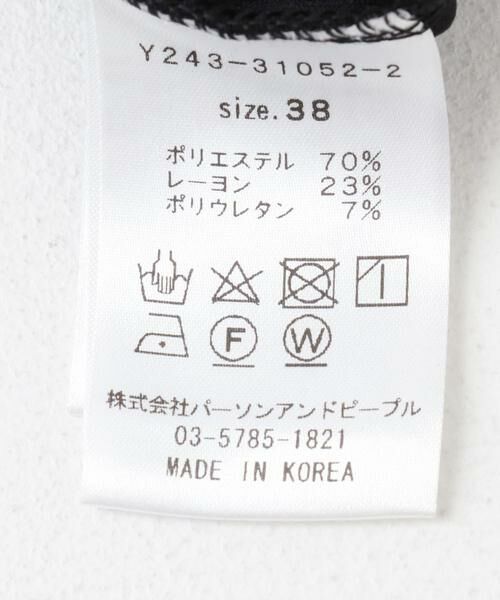 Y243-31052-2
size.38
ポリエステル 70%
レーヨン 23%
ポリウレタン 7%
F W
株式会社パーソンアンドピープル
03-5785-1821
MADE IN KOREA